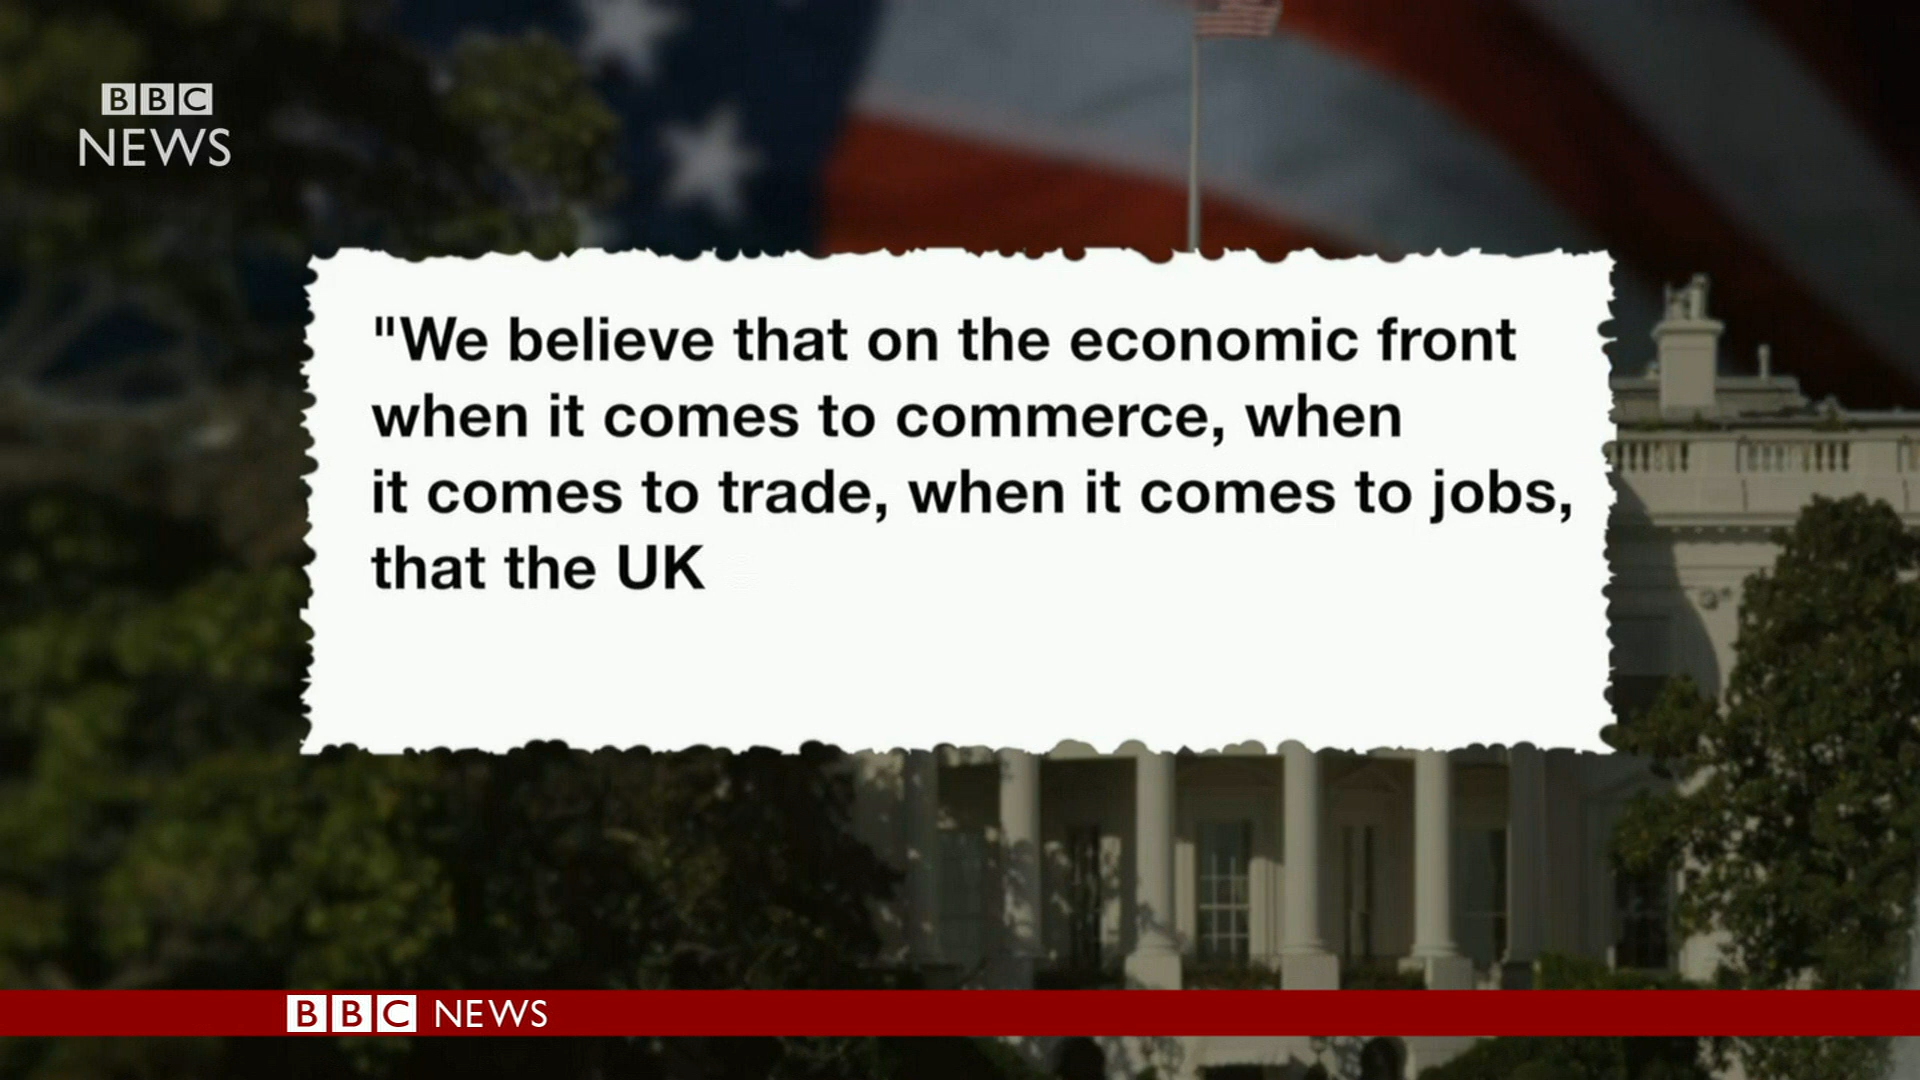 BBC
NEWS
"We believe that on the economic front
when it comes to commerce, when
it comes to trade, when it comes to jobs,
that the UK
BBC NEWS